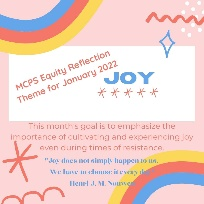 MCPS Equity Reflection
Theme for Jonuary 2022
JOY
This month's goal is to emphasize the
importance of cultivating and experiencing Joy
even during times of resistance.
"Joy does not simply happen to us.
We have to choose it every day."
Henri J. M. Nouwen